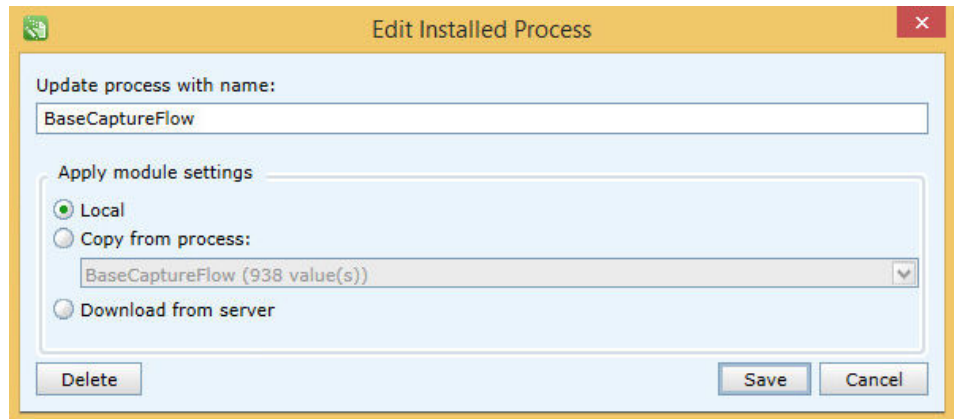 Edit Installed Process
Update process with name:
BaseCaptureFlow
Apply module settings
Local
Copy from process:
BaseCaptureFlow (938 value(s))
Download from server
Delete
Save
Cancel